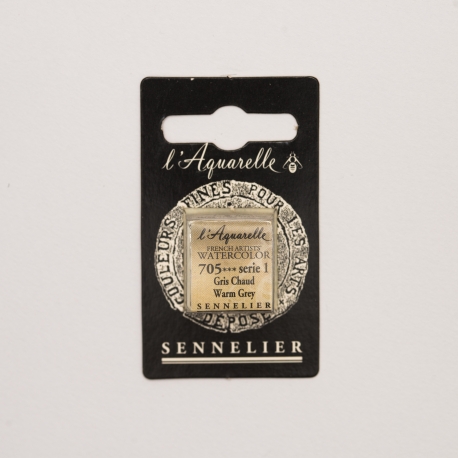 l'Aquarelle
COULEURS FINES POUR LES ARTS
l'Aquarelle
FRENCH ARTISTS'
WATERCOLOR
705*** serie 1
Gris Chaud
Warm Grey
SENNELIER
DÉPOSÉ
SENNELIER